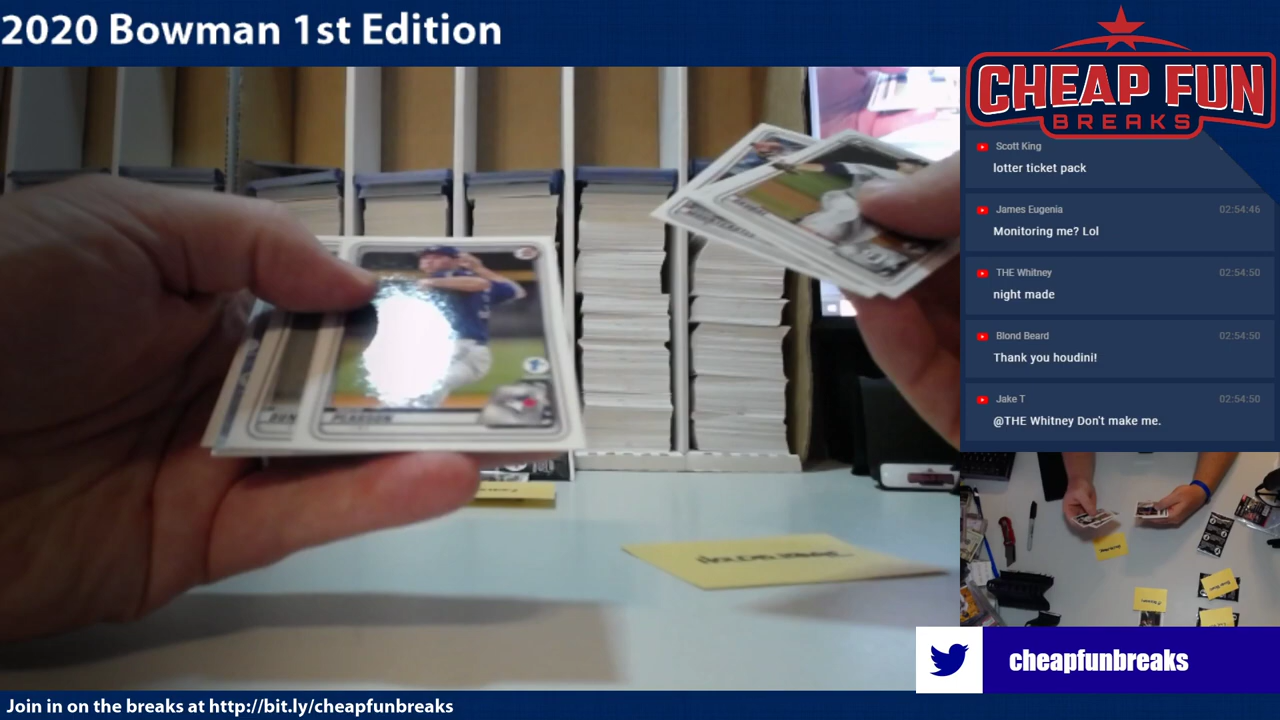 2020 Bowman 1st Edition
CHEAP FUN
BREAKS
Scott King
lotter ticket pack
James Eugenia 02:54:46
Monitoring me? Lol
THE Whitney 02:54:50
night made
Blond Beard 02:54:50
Thank you houdini!
Jake T 02:54:50
@THE Whitney Don't make me.
PEARSON
cheapfunbreaks
Join in on the breaks at http://bit.ly/cheapfunbreaks